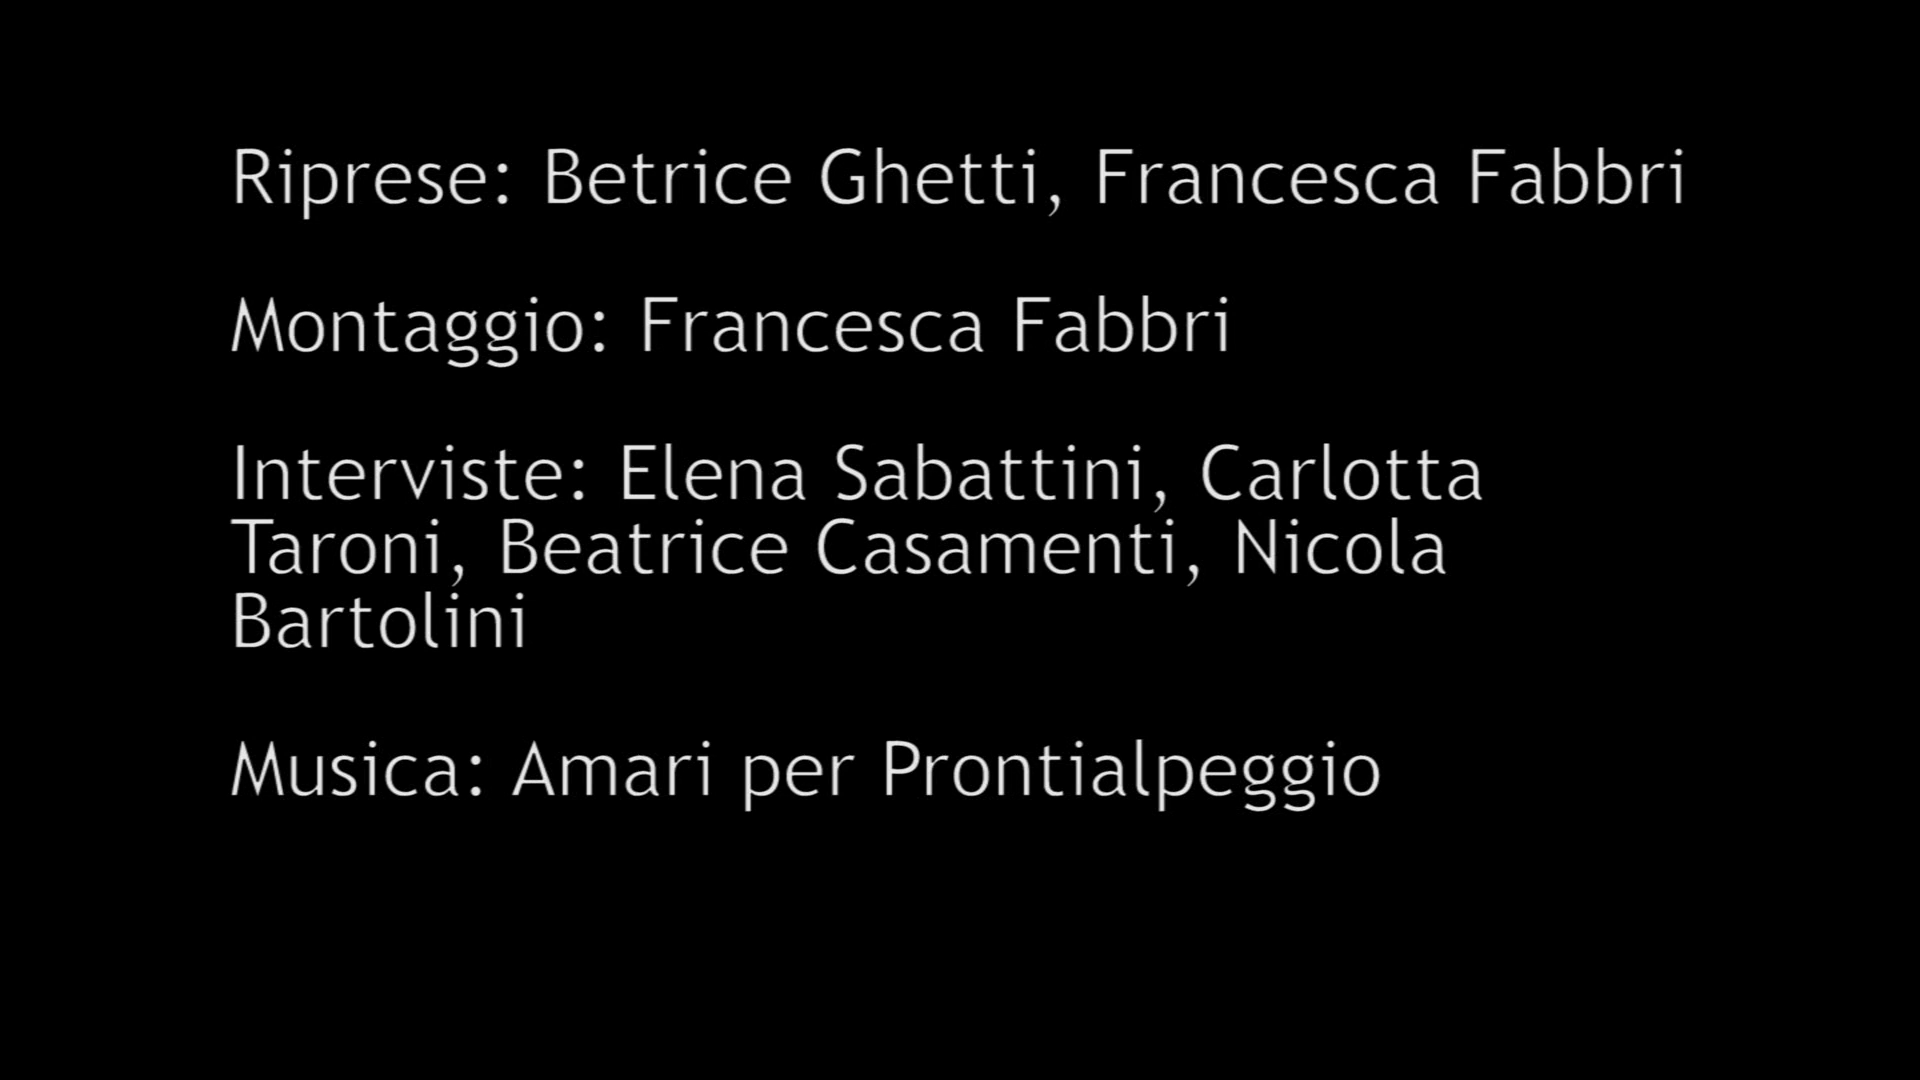 Riprese: Betrice Ghetti, Francesca Fabbri
Montaggio: Francesca Fabbri
Interviste: Elena Sabattini, Carlotta
Taroni, Beatrice Casamenti, Nicola
Bartolini
Musica: Amari per Prontialpeggio